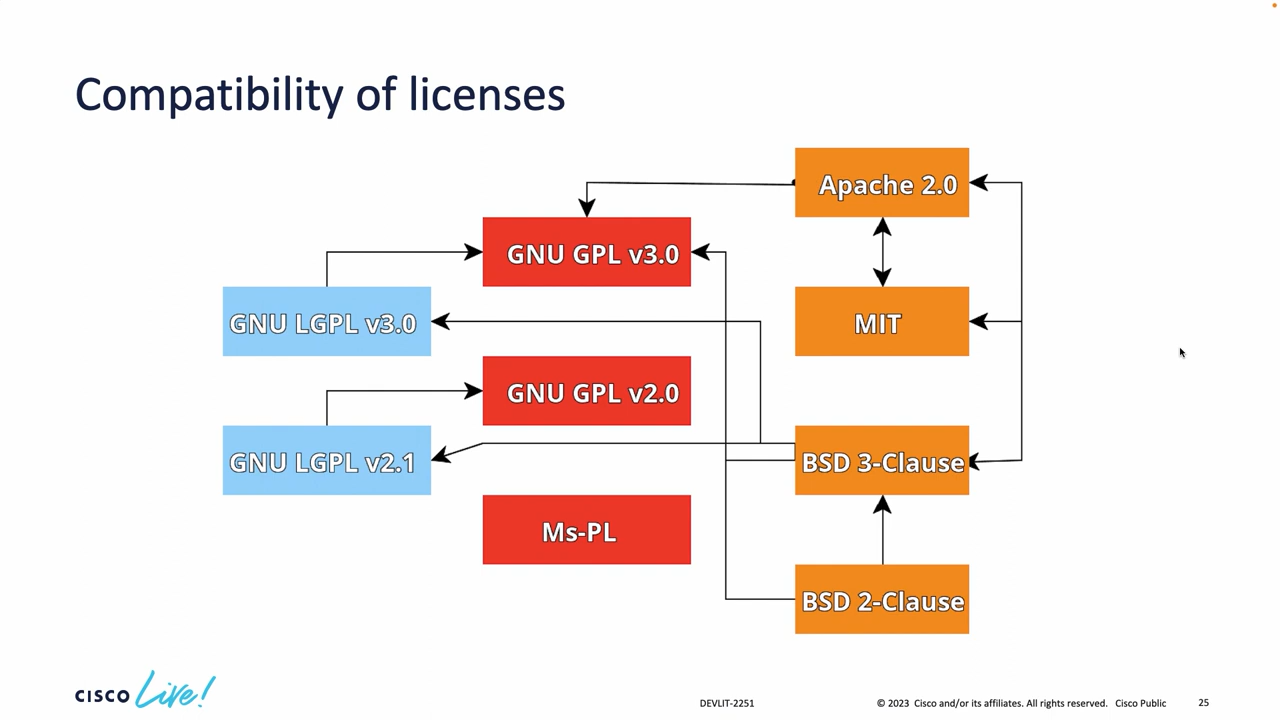 Compatibility of licenses
Apache 2.0
GNU GPL v3.0
GNU LGPL v3.0
MIT
GNU GPL v2.0
GNU LGPL v2.1
BSD 3-Clause
Ms-PL
BSD 2-Clause
CISCO Live!
DEVLIT-2251
© 2023 Cisco and/or its affiliates. All rights reserved. Cisco Public
25